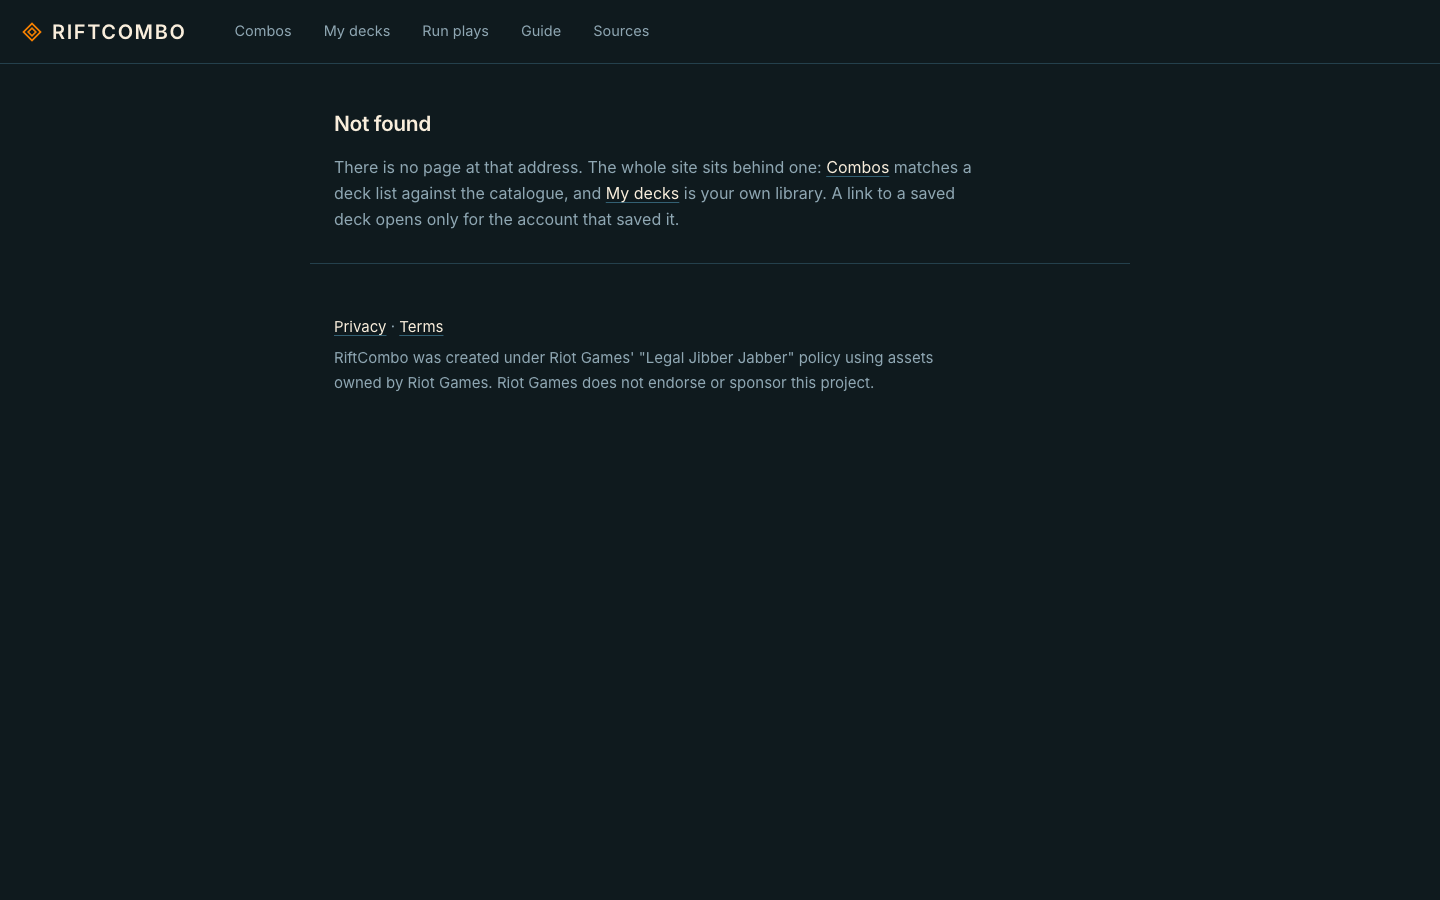 RIFTCOMBO
Combos
My decks
Run plays
Guide
Sources
Not found
There is no page at that address. The whole site sits behind one: Combos matches a
deck list against the catalogue, and My decks is your own library. A link to a saved
deck opens only for the account that saved it.
Privacy · Terms
RiftCombo was created under Riot Games' "Legal Jibber Jabber" policy using assets
owned by Riot Games. Riot Games does not endorse or sponsor this project.